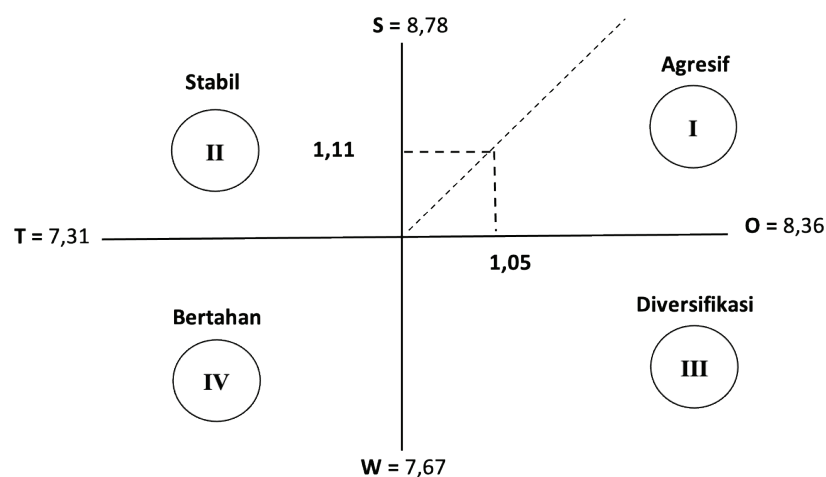 S = 8,78
Stabil
Agresif
II
1,11
I
T = 7,31
O = 8,36
1,05
Bertahan
Diversifikasi
IV
III
W = 7,67